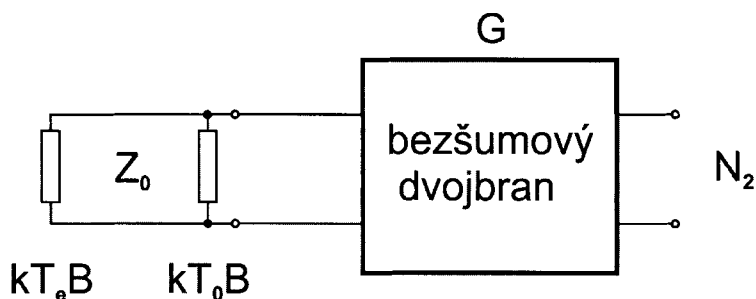 G
bezšumový
dvojbran
Z₀
N₂
kTₑB
kT₀B